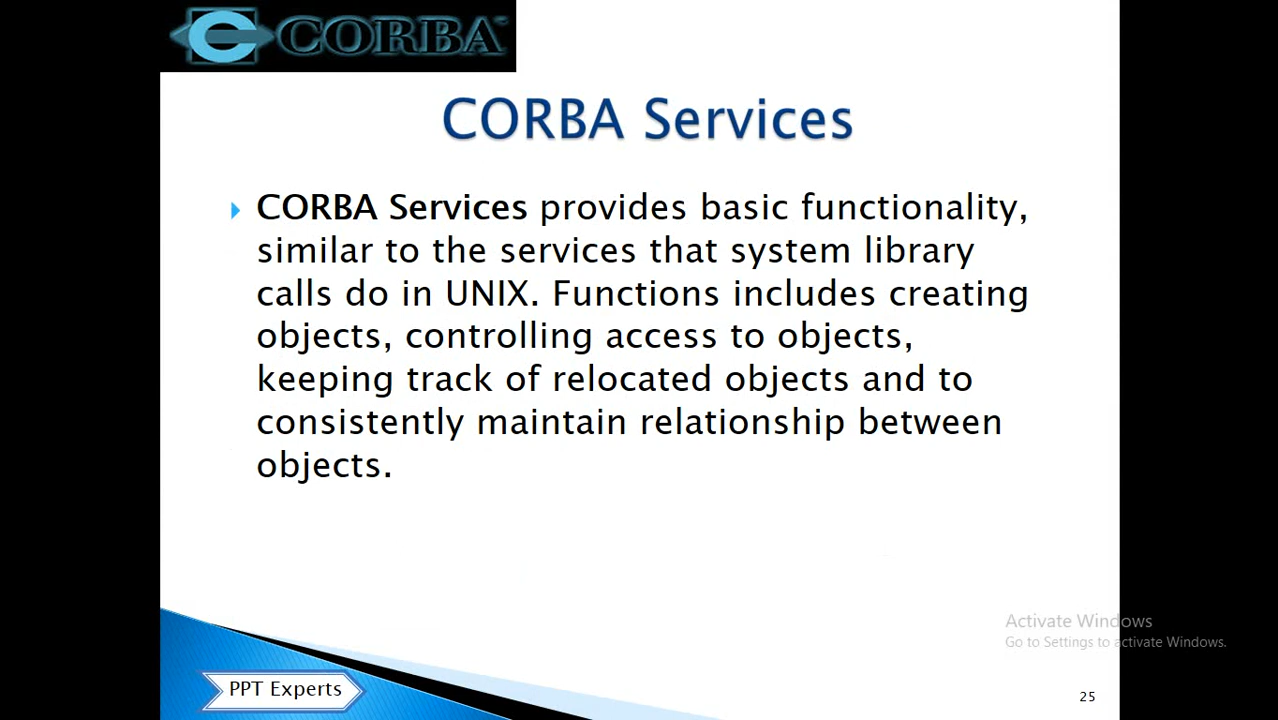 CORBA™
CORBA Services
CORBA Services provides basic functionality,
similar to the services that system library
calls do in UNIX. Functions includes creating
objects, controlling access to objects,
keeping track of relocated objects and to
consistently maintain relationship between
objects.
Activate Windows
Go to Settings to activate Windows.
PPT Experts
25